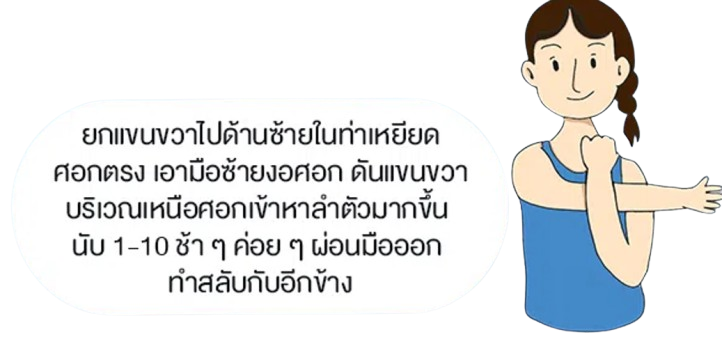 ยกแขนขวาไปด้านซ้ายในท่าเหยียด
ศอกตรง เอามือซ้ายงอศอก ดันแขนขวา
บริเวณเหนือศอกเข้าหาลำตัวมากขึ้น
นับ 1-10 ช้า ๆ ค่อย ๆ ผ่อนมือออก
ทำสลับกับอีกข้าง